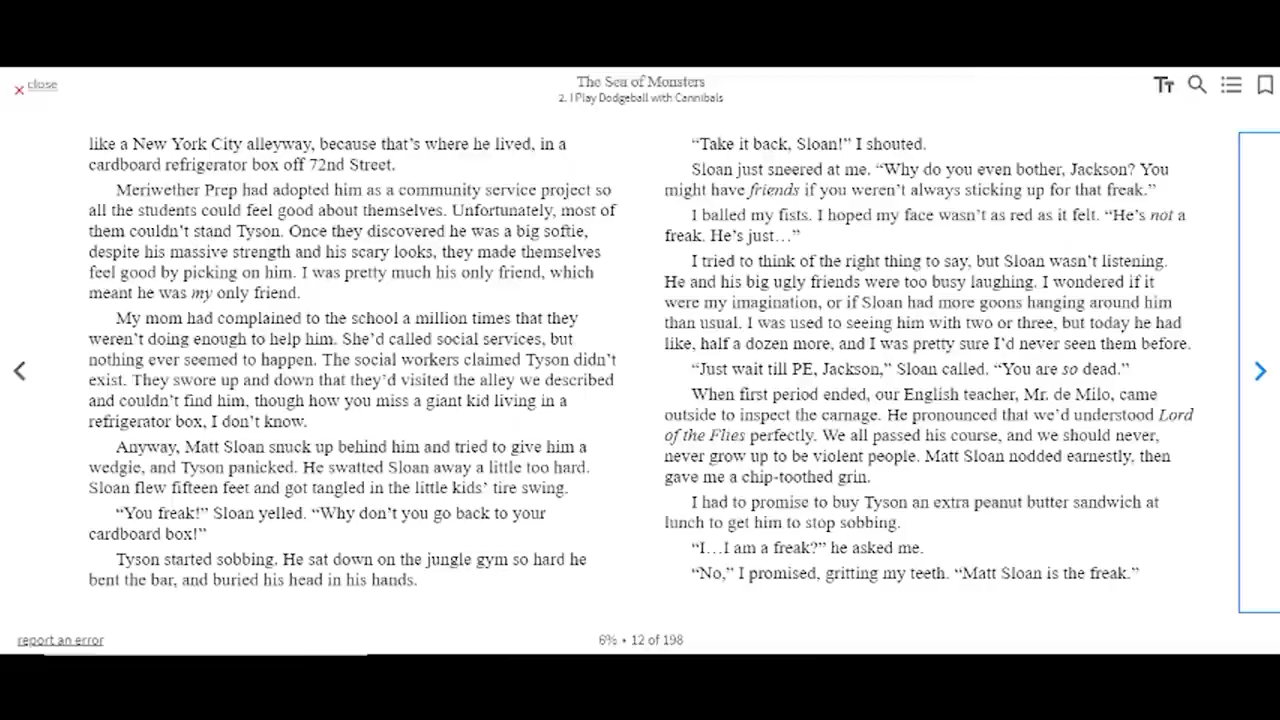 close
The Sea of Monsters
2. I Play Dodgeball with Cannibals
TT
like a New York City alleyway, because that’s where he lived, in a
cardboard refrigerator box off 72nd Street.
Meriwether Prep had adopted him as a community service project so
all the students could feel good about themselves. Unfortunately, most of
them couldn’t stand Tyson. Once they discovered he was a big softie,
despite his massive strength and his scary looks, they made themselves
feel good by picking on him. I was pretty much his only friend, which
meant he was my only friend.
My mom had complained to the school a million times that they
weren’t doing enough to help him. She’d called social services, but
nothing ever seemed to happen. The social workers claimed Tyson didn’t
exist. They swore up and down that they’d visited the alley we described
and couldn’t find him, though how you miss a giant kid living in a
refrigerator box, I don’t know.
Anyway, Matt Sloan snuck up behind him and tried to give him a
wedgie, and Tyson panicked. He swatted Sloan away a little too hard.
Sloan flew fifteen feet and got tangled in the little kids’ tire swing.
“You freak!” Sloan yelled. “Why don’t you go back to your
cardboard box!”
Tyson started sobbing. He sat down on the jungle gym so hard he
bent the bar, and buried his head in his hands.
“Take it back, Sloan!” I shouted.
Sloan just sneered at me. “Why do you even bother, Jackson? You
might have friends if you weren’t always sticking up for that freak.”
I balled my fists. I hoped my face wasn’t as red as it felt. “He’s not a
freak. He’s just…”
I tried to think of the right thing to say, but Sloan wasn’t listening.
He and his big ugly friends were too busy laughing. I wondered if it
were my imagination, or if Sloan had more goons hanging around him
than usual. I was used to seeing him with two or three, but today he had
like, half a dozen more, and I was pretty sure I’d never seen them before.
“Just wait till PE, Jackson,” Sloan called. “You are so dead.”
When first period ended, our English teacher, Mr. de Milo, came
outside to inspect the carnage. He pronounced that we’d understood Lord
of the Flies perfectly. We all passed his course, and we should never,
never grow up to be violent people. Matt Sloan nodded earnestly, then
gave me a chip-toothed grin.
I had to promise to buy Tyson an extra peanut butter sandwich at
lunch to get him to stop sobbing.
“I…I am a freak?” he asked me.
“No,” I promised, gritting my teeth. “Matt Sloan is the freak.”
report an error
6% • 12 of 198